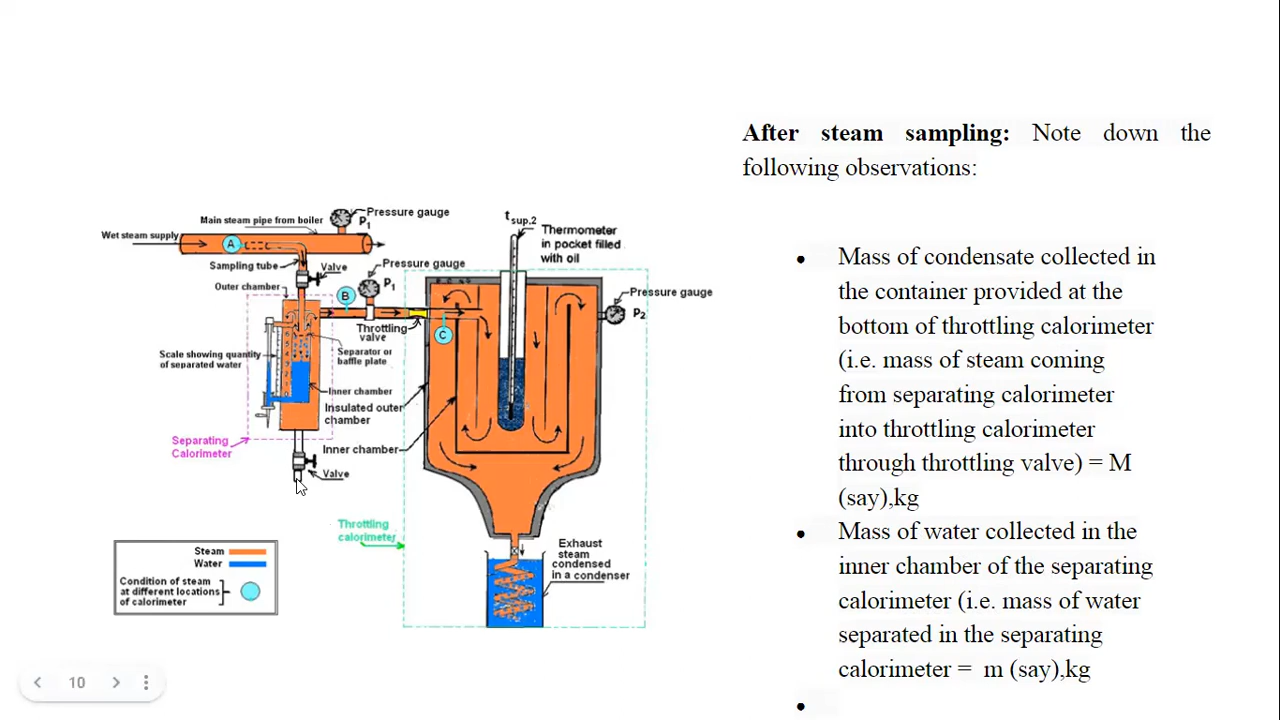 After steam sampling: Note down the
following observations:
Pressure gauge
P1
Main steam pipe from boiler
Wet steam supply
A
Sampling tube
Valve
Outer chamber
Pressure gauge
P1
B
Throttling
valve
Separator or
baffle plate
Scale showing quantity
of separated water
Inner chamber
Insulated outer
chamber
Inner chamber
Separating
Calorimeter
Valve
tsup,2
Thermometer
in pocket filled
with oil
Pressure gauge
P2
C
Throttling
calorimeter
Exhaust
steam
condensed
in a condenser
Steam
Water
Condition of steam
at different locations
of calorimeter
• Mass of condensate collected in
the container provided at the
bottom of throttling calorimeter
(i.e. mass of steam coming
from separating calorimeter
into throttling calorimeter
through throttling valve) = M
(say),kg
• Mass of water collected in the
inner chamber of the separating
calorimeter (i.e. mass of water
separated in the separating
calorimeter = m (say),kg
•
10